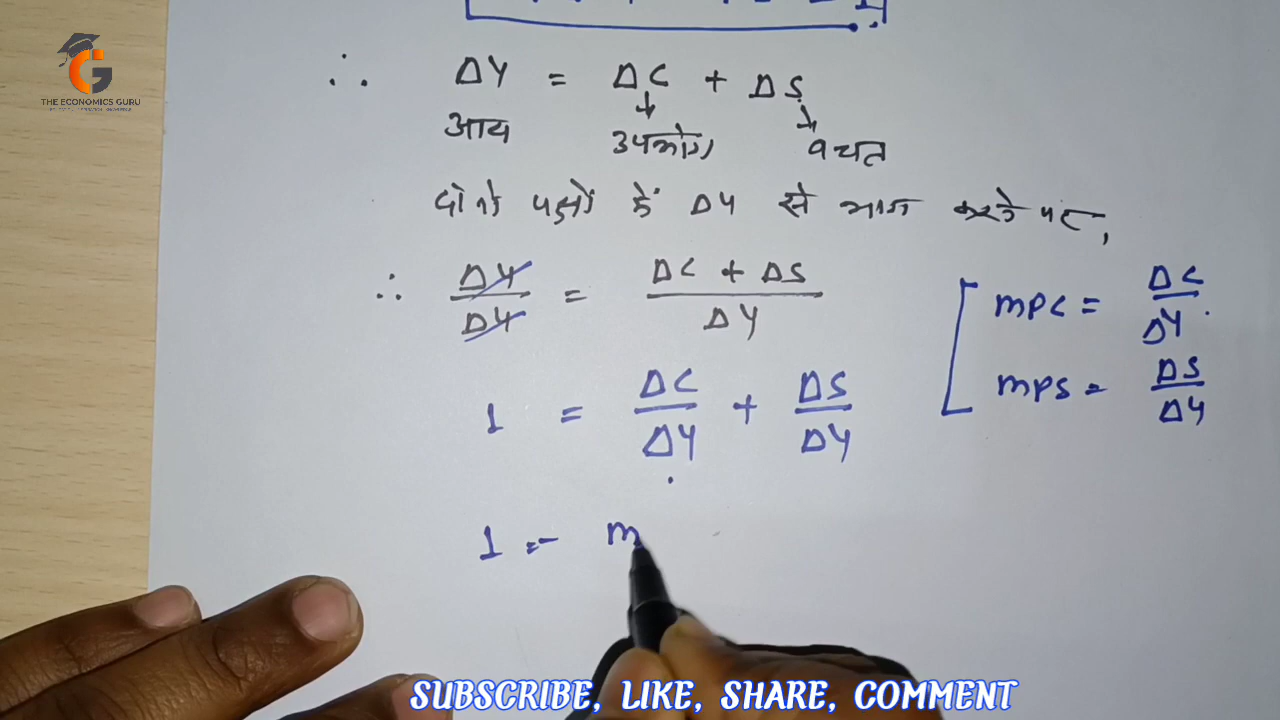 THE ECONOMICS GURU
∴ ΔY = ΔC + ΔS
आय उपभोग बचत
दोनो पक्षों में ΔY से भाग करने पर,
∴ ΔY/ΔY = ΔC + ΔS/ΔY
[ MPC = ΔC/ΔY
MPS = ΔS/ΔY
1 = ΔC/ΔY + ΔS/ΔY
1 = m
SUBSCRIBE, LIKE, SHARE, COMMENT